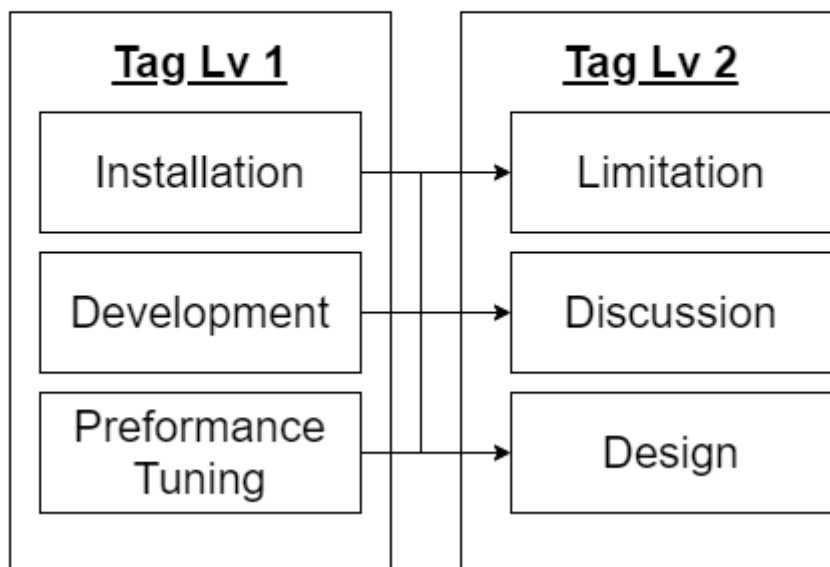 Tag Lv 1
Installation
Development
Preformance
Tuning
Tag Lv 2
Limitation
Discussion
Design